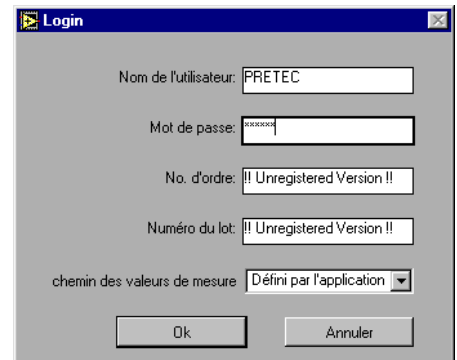 Login
Nom de l'utilisateur: PRETEC
Mot de passe: ******
No. d'ordre: !! Unregistered Version !!
Numéro du lot: !! Unregistered Version !!
chemin des valeurs de mesure Défini par l'application
Ok Annuler